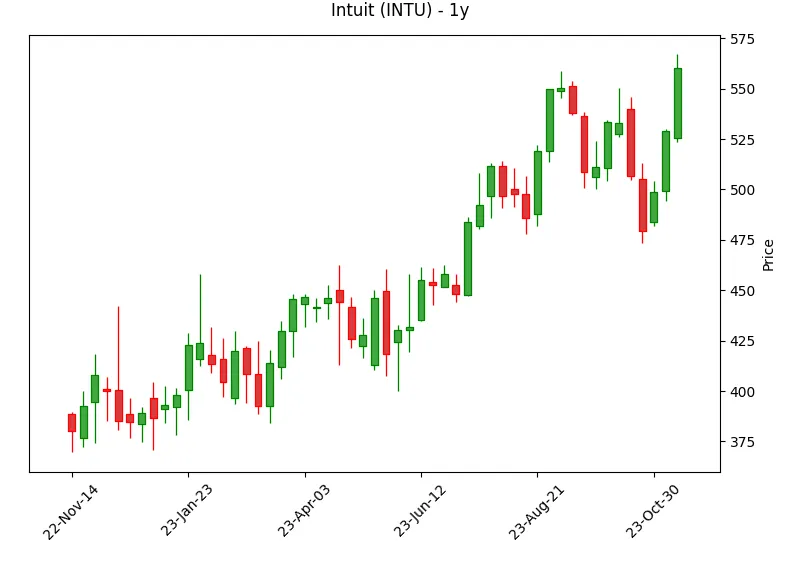 Intuit (INTU) - 1y
575
550
525
500
475
450
425
400
375
Price
22-Nov-14
23-Jan-23
23-Apr-03
23-Jun-12
23-Aug-21
23-Oct-30